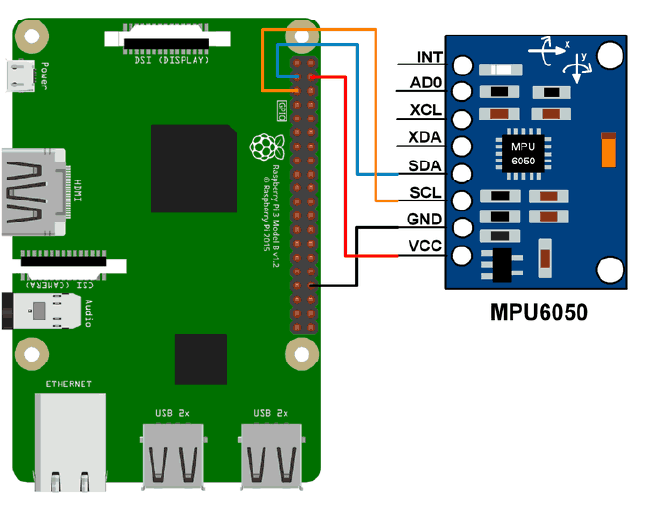 DSI (DISPLAY)
Power
HDMI
GPIO
Raspberry Pi 3 Model B v1.2
© Raspberry Pi 2015
CSI (CAMERA)
Audio
ETHERNET
USB 2x
USB 2x
INT
AD0
XCL
XDA
SDA
SCL
GND
VCC
x
y
MPU
6050
MPU6050